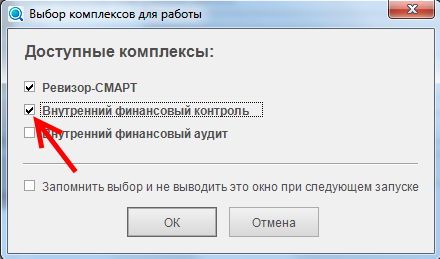 Выбор комплексов для работы
Доступные комплексы:
Ревизор-СМАРТ
Внутренний финансовый контроль
Внутренний финансовый аудит
Запомнить выбор и не выводить это окно при следующем запуске
ОК
Отмена